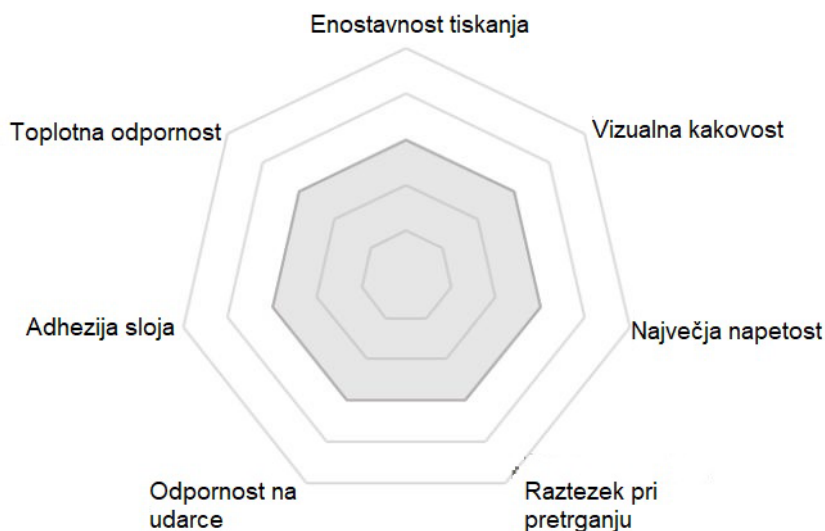 Enostavnost tiskanja
Toplotna odpornost
Vizualna kakovost
Adhezija sloja
Največja napetost
Odpornost na
udarce
Raztezek pri
pretrganju